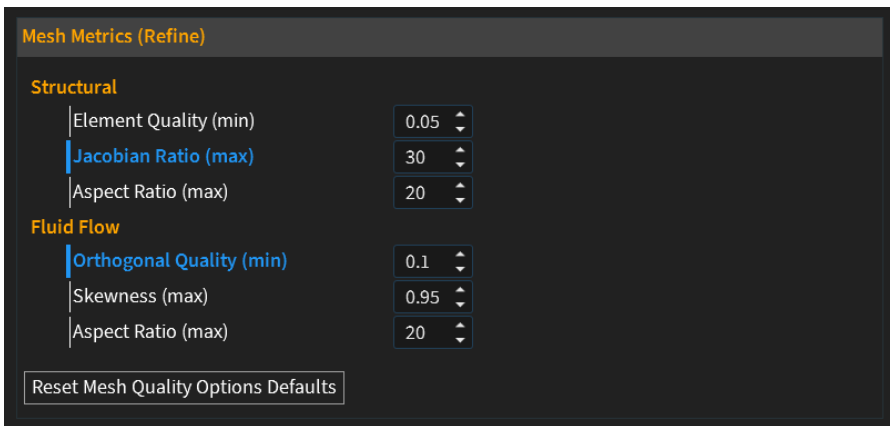 Mesh Metrics (Refine)
Structural
Element Quality (min) 0.05
Jacobian Ratio (max) 30
Aspect Ratio (max) 20
Fluid Flow
Orthogonal Quality (min) 0.1
Skewness (max) 0.95
Aspect Ratio (max) 20
Reset Mesh Quality Options Defaults